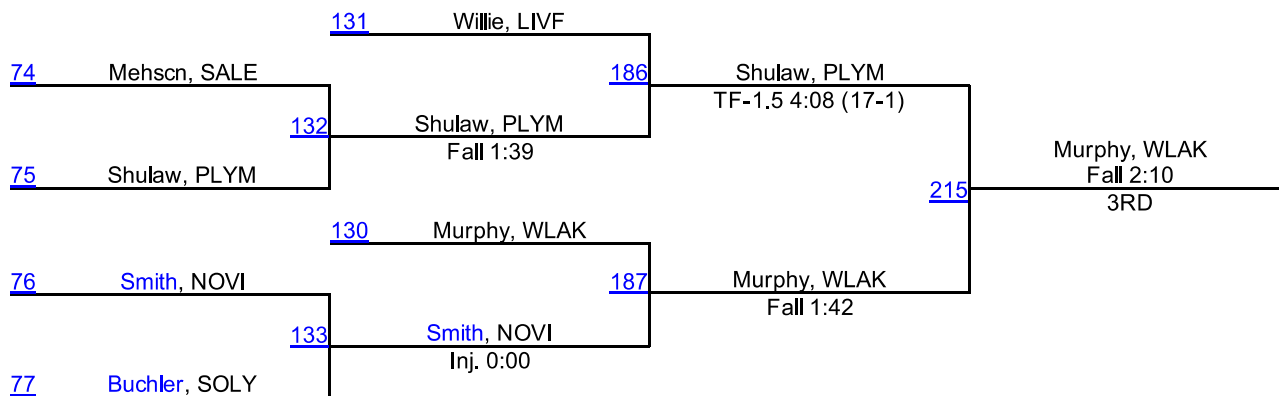 131 Willie, LIVF
74 Mehscn, SALE
186 Shulaw, PLYM
TF-1.5 4:08 (17-1)
132 Shulaw, PLYM
Fall 1:39
75 Shulaw, PLYM
Murphy, WLAK
Fall 2:10
215
3RD
130 Murphy, WLAK
76 Smith, NOVI
187 Murphy, WLAK
Fall 1:42
133 Smith, NOVI
Inj. 0:00
77 Buchler, SOLY